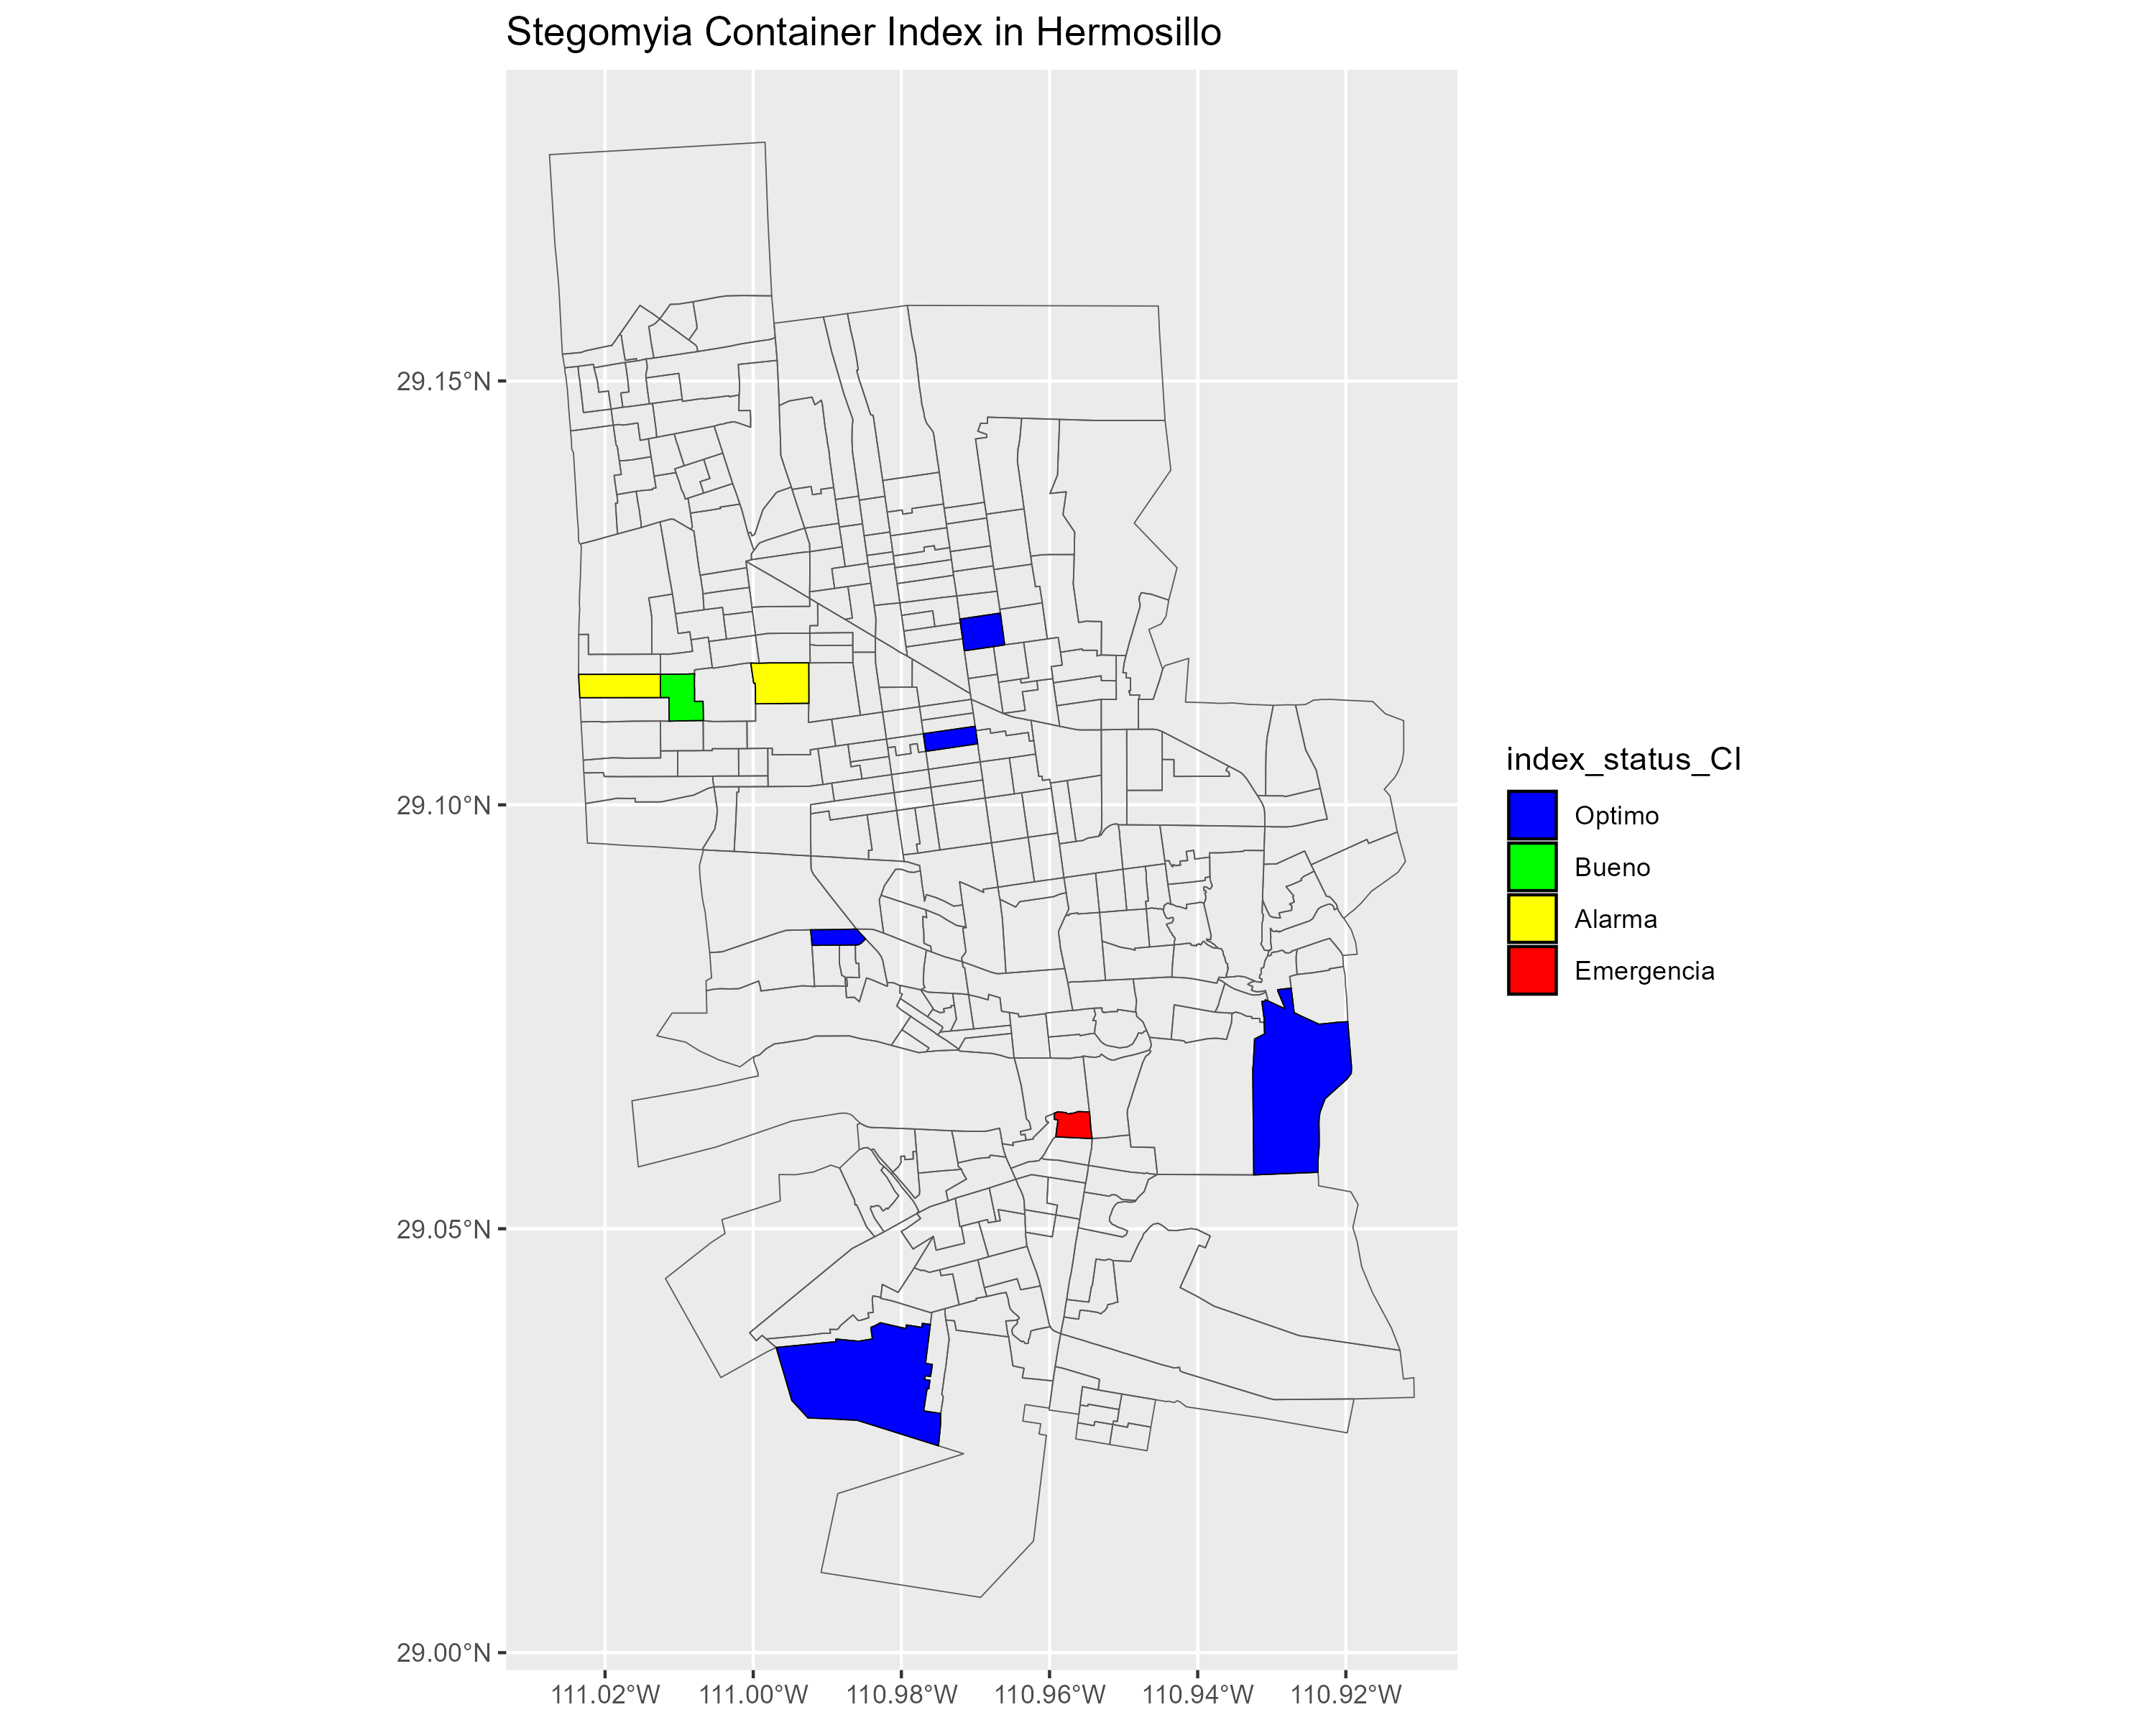 Stegomyia Container Index in Hermosillo
29.15°N
29.10°N
29.05°N
29.00°N
111.02°W
111.00°W
110.98°W
110.96°W
110.94°W
110.92°W
index_status_CI
Optimo
Bueno
Alarma
Emergencia